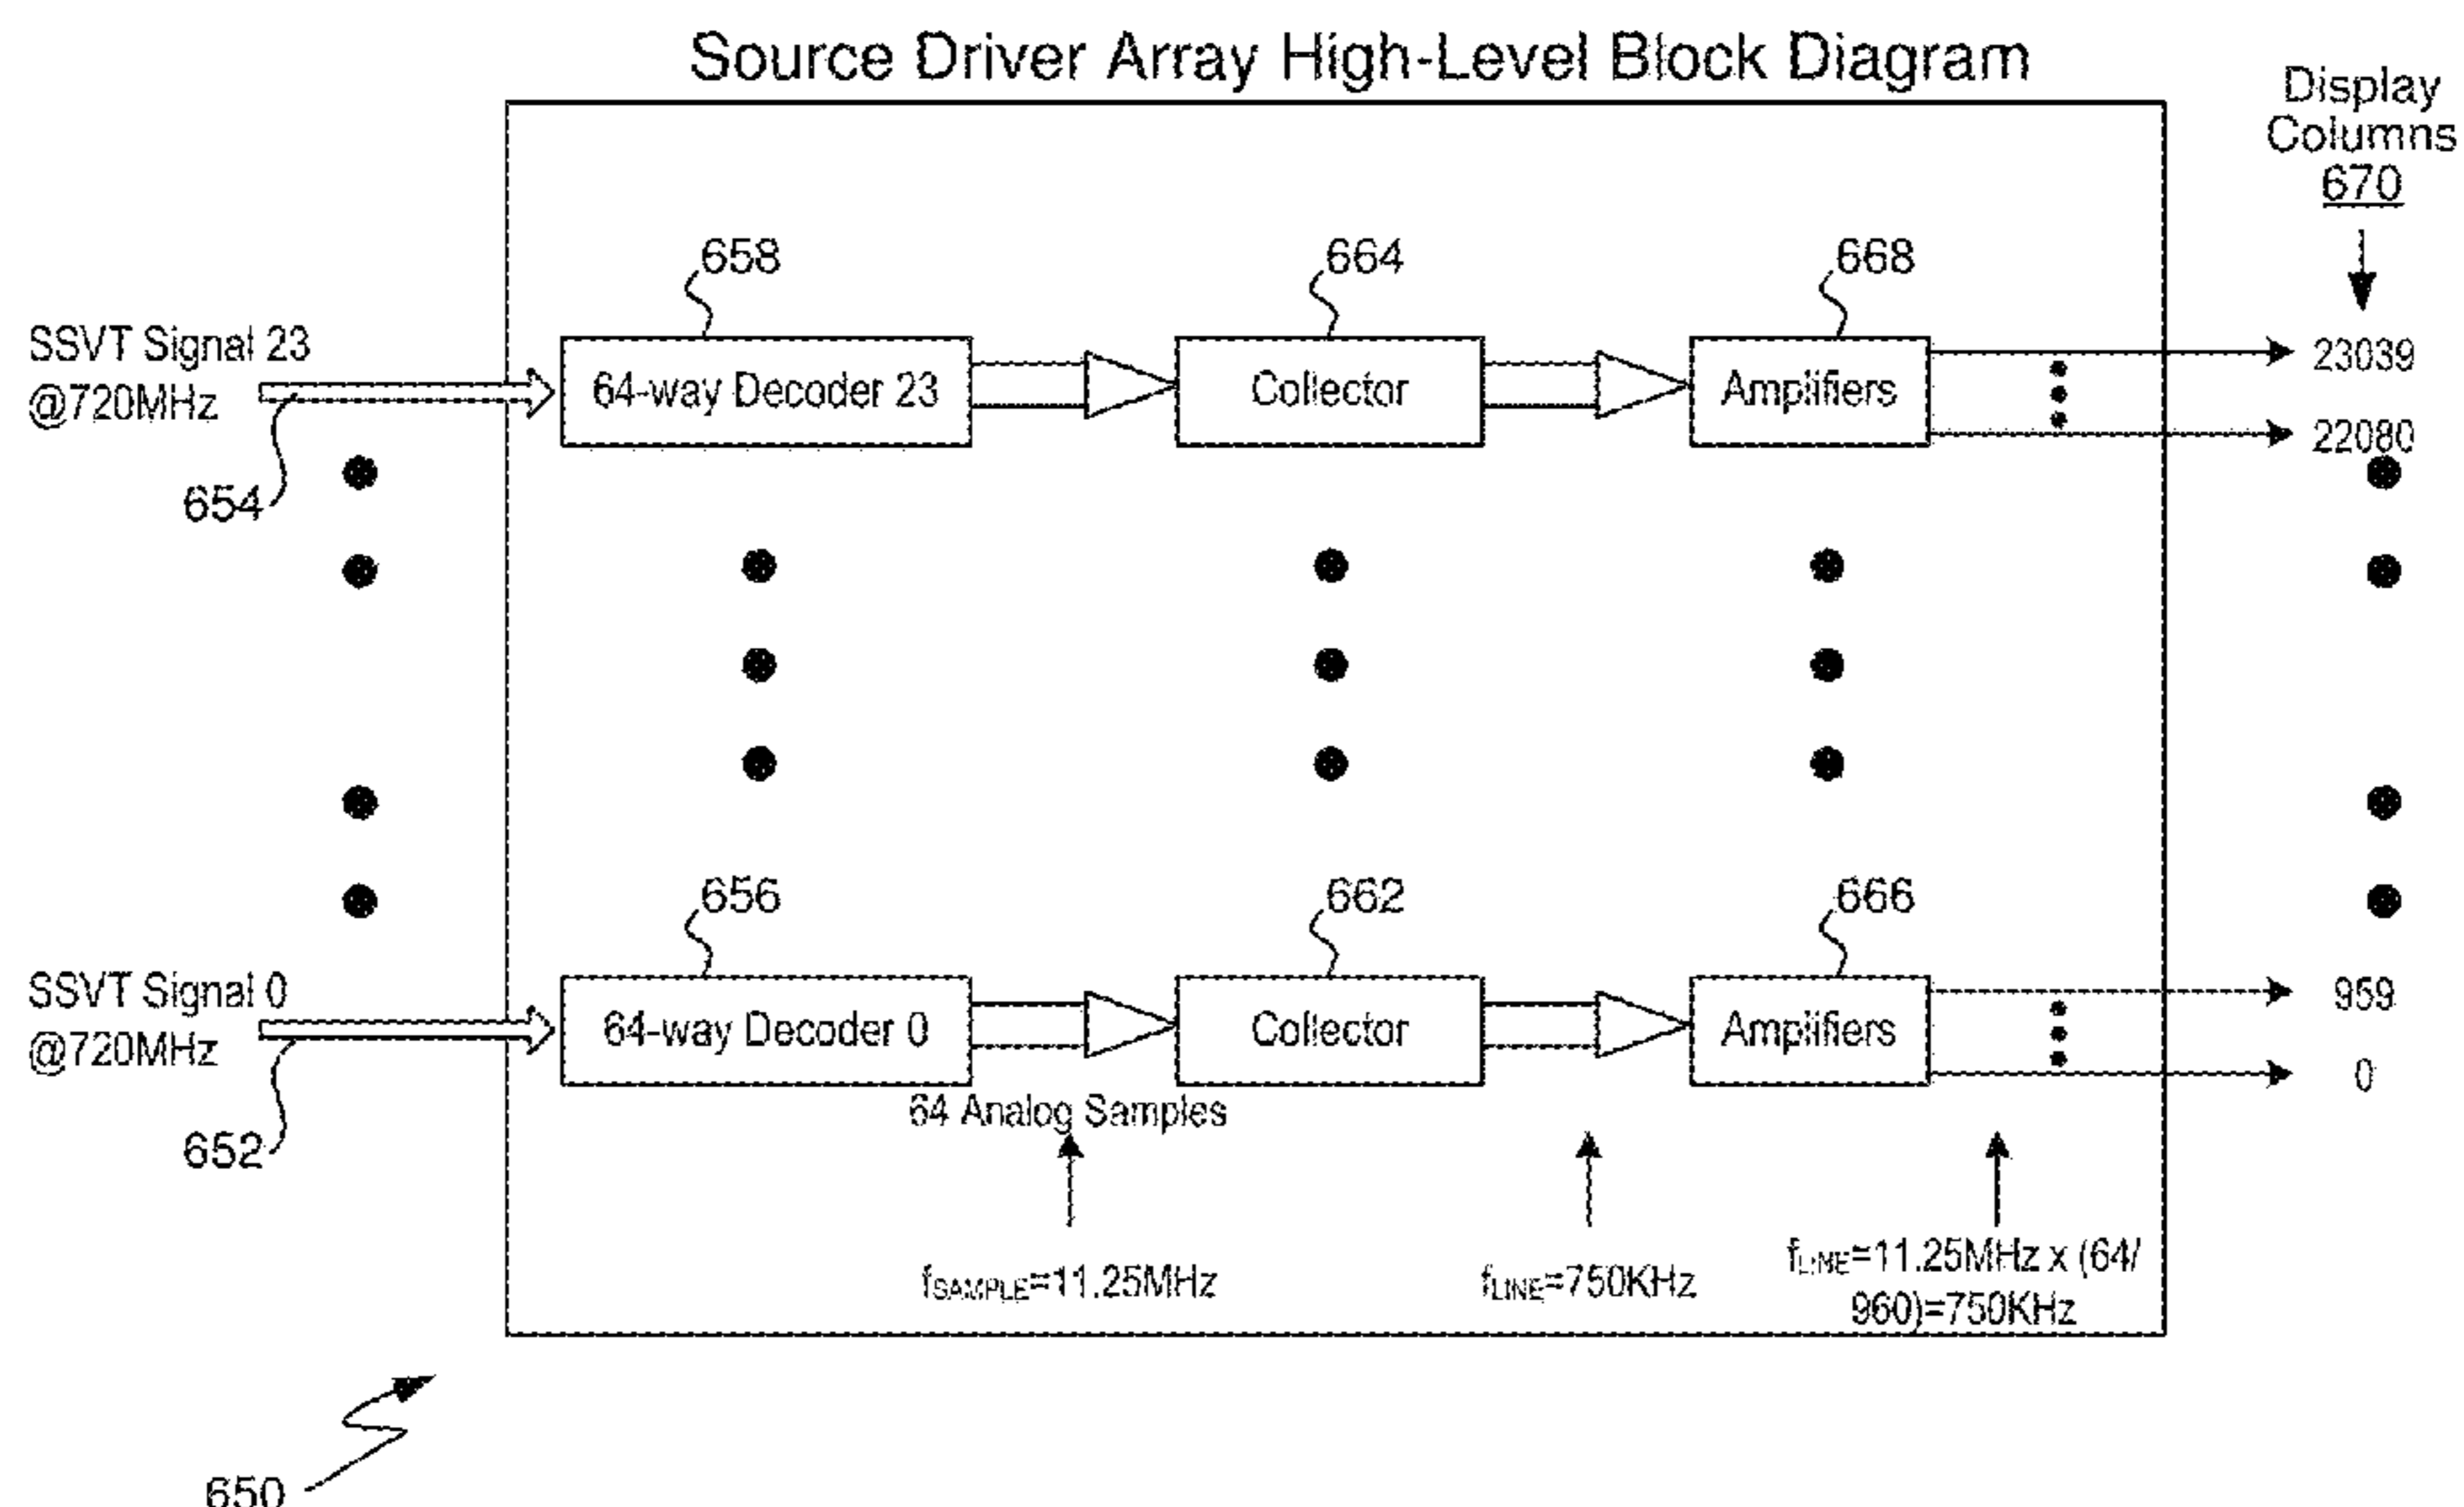 Source Driver Array High-Level Block Diagram
Display
Columns
670
658
664
668
SSVT Signal 23
@720MHz
64-way Decoder 23
Collector
Amplifiers
23039
22080
654
656
662
666
SSVT Signal 0
@720MHz
64-way Decoder 0
Collector
Amplifiers
959
0
64 Analog Samples
652
fSAMPLE=11.25MHz
fLINE=750KHz
fLINE=11.25MHz x (64/
960)=750KHz
650